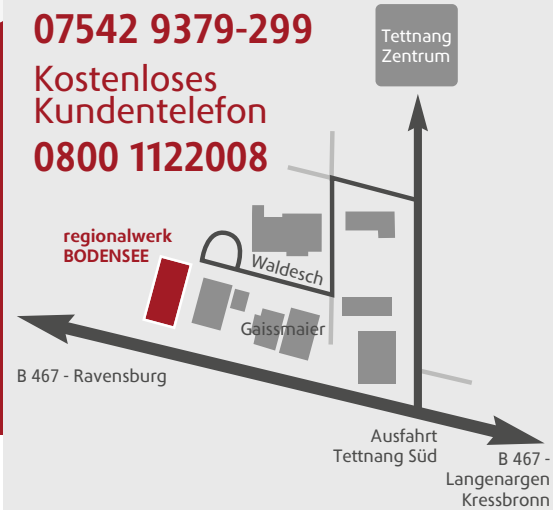 07542 9379-299
Kostenloses
Kundentelefon
0800 1122008
Tettnang
Zentrum
regionalwerk
BODENSEE
Waldesch
Gaissmaier
B 467 - Ravensburg
Ausfahrt
Tettnang Süd
B 467 -
Langenargen
Kressbronn